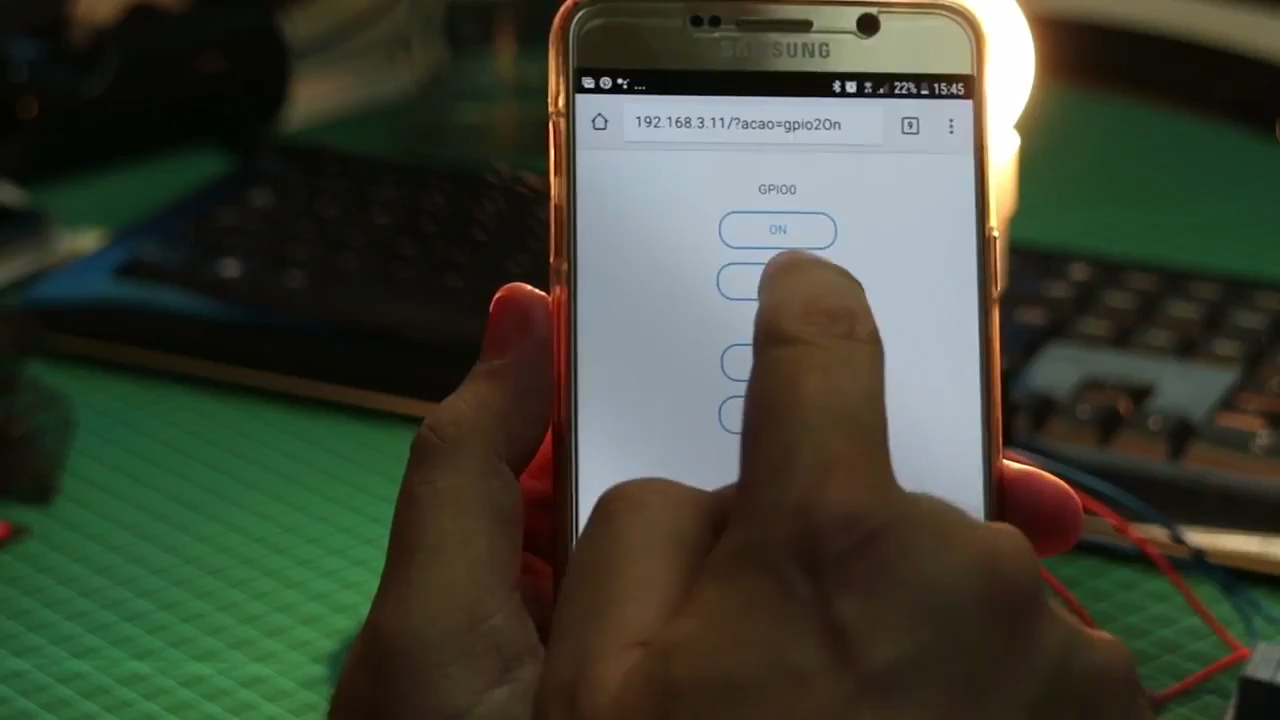 SAMSUNG
22% 15:45
192.168.3.11/?acao=gpio2On
9
GPIO0
ON